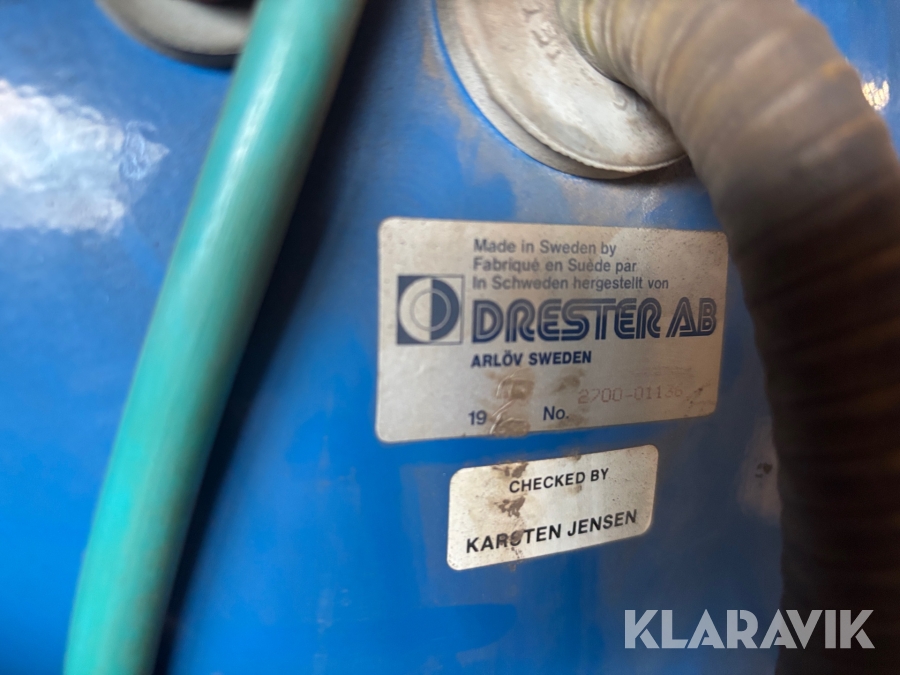 Made in Sweden by
Fabriqué en Suède par
In Schweden hergestellt von
DRESTER AB
ARLÖV SWEDEN
19 No.
CHECKED BY
KARSTEN JENSEN
KLARAVIK